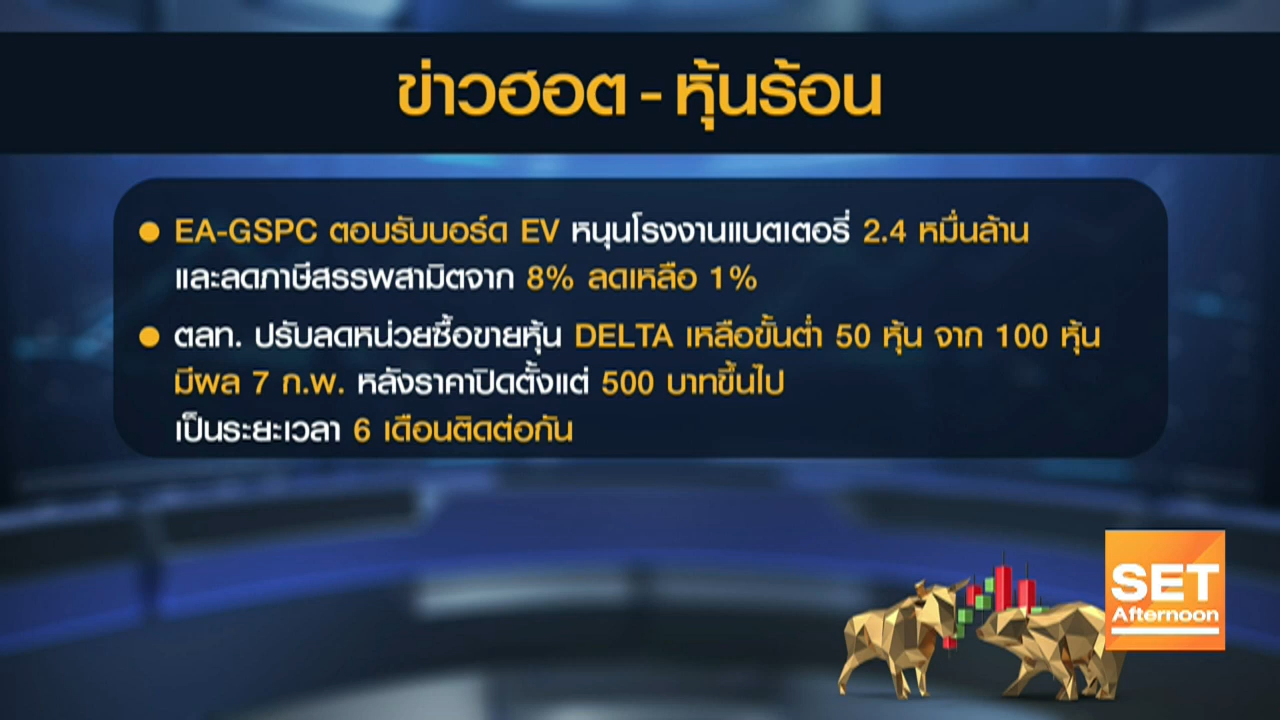 ข่าวฮอต - หุ้นร้อน
EA-GSPC ตอบรับบอร์ด EV หนุนโรงงานแบตเตอรี่ 2.4 หมื่นล้าน
และลดภาษีสรรพสามิตจาก 8% ลดเหลือ 1%
ตลท. ปรับลดหน่วยซื้อขายหุ้น DELTA เหลือขั้นต่ำ 50 หุ้น จาก 100 หุ้น
มีผล 7 ก.พ. หลังราคาปิดตั้งแต่ 500 บาทขึ้นไป
เป็นระยะเวลา 6 เดือนติดต่อกัน
SET
Afternoon